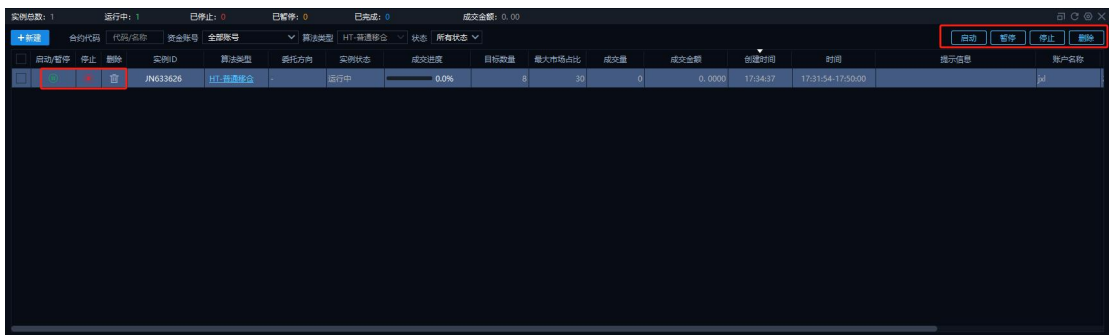 实例总数: 1 运行中: 1 已停止: 0 已暂停: 0 已完成: 0 成交金额: 0.00
+新建 合约代码 代码/名称 资金账号 全部账号 算法类型 HT-普通移仓 状态 所有状态 启动 暂停 停止 删除
启动/暂停 停止 删除 实例ID 算法类型 委托方向 实例状态 成交进度 目标数量 最大市场占比 成交量 成交金额 创建时间 时间 提示信息 账户名称
JN633626 HT-普通移仓 - 运行中 0.0% 8 30 0 0.0000 17:34:37 17:31:54-17:50:00 jxl